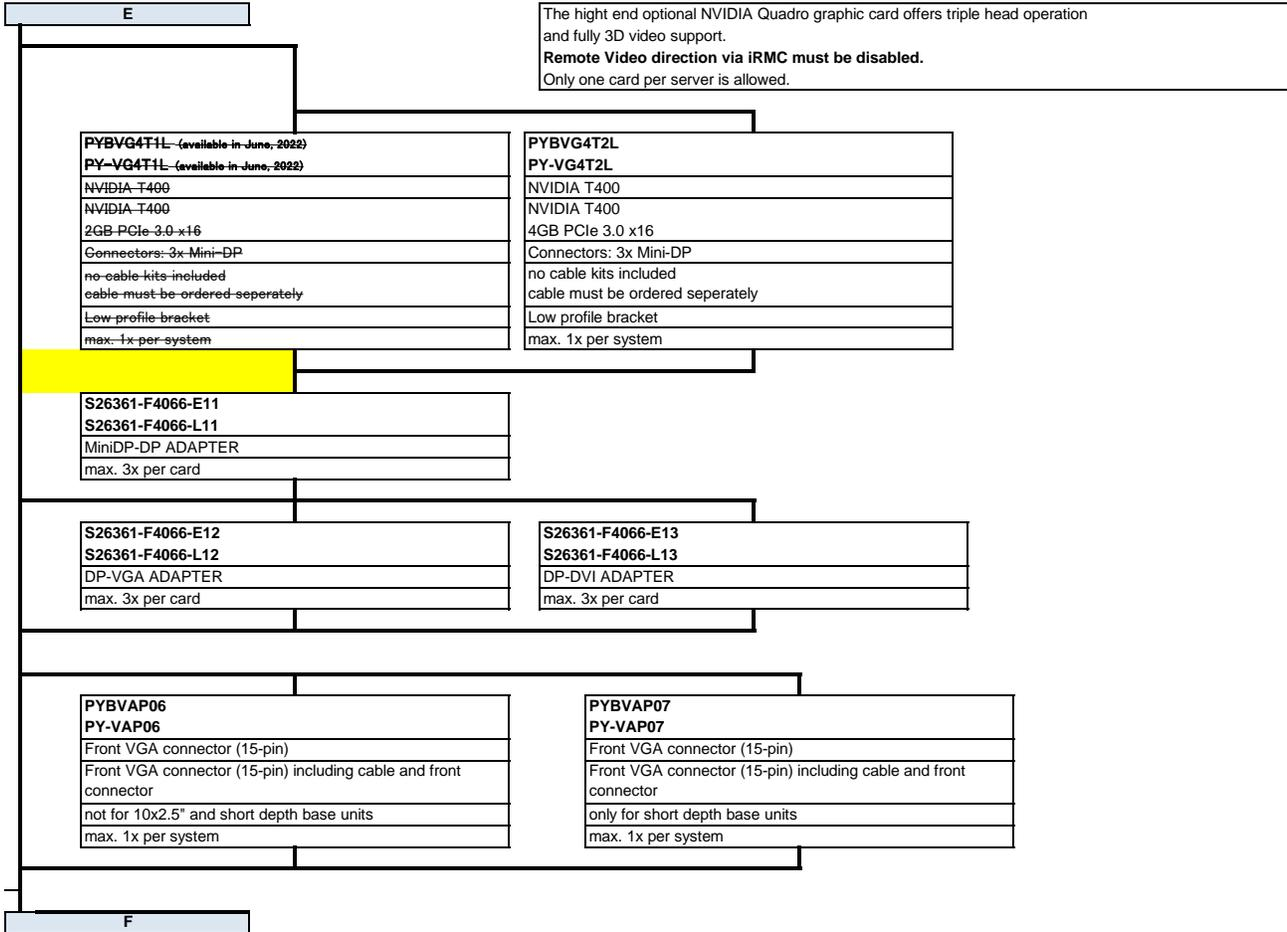 E
The hight end optional NVIDIA Quadro graphic card offers triple head operation
and fully 3D video support.
Remote Video direction via iRMC must be disabled.
Only one card per server is allowed.
PYBVG4T1L (available in June, 2022)
PY-VG4T1L (available in June, 2022)
NVIDIA T400
NVIDIA T400
2GB PCIe 3.0 x16
Connectors: 3x Mini-DP
no cable kits included
cable must be ordered seperately
Low profile bracket
max. 1x per system
PYBVG4T2L
PY-VG4T2L
NVIDIA T400
NVIDIA T400
4GB PCIe 3.0 x16
Connectors: 3x Mini-DP
no cable kits included
cable must be ordered seperately
Low profile bracket
max. 1x per system
S26361-F4066-E11
S26361-F4066-L11
MiniDP-DP ADAPTER
max. 3x per card
S26361-F4066-E12
S26361-F4066-L12
DP-VGA ADAPTER
max. 3x per card
S26361-F4066-E13
S26361-F4066-L13
DP-DVI ADAPTER
max. 3x per card
PYBVAP06
PY-VAP06
Front VGA connector (15-pin)
Front VGA connector (15-pin) including cable and front
connector
not for 10x2.5" and short depth base units
max. 1x per system
PYBVAP07
PY-VAP07
Front VGA connector (15-pin)
Front VGA connector (15-pin) including cable and front
connector
only for short depth base units
max. 1x per system
F